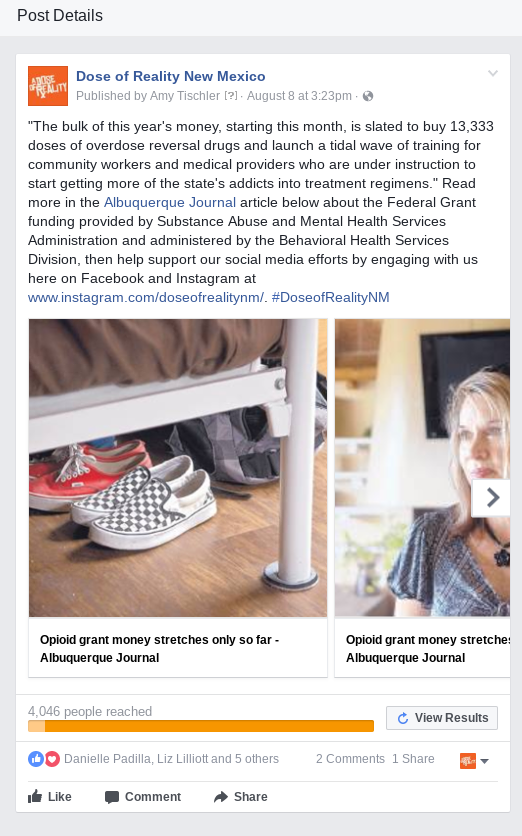 Post Details
A DOSE
OF
REALITY
Dose of Reality New Mexico
Published by Amy Tischler [?] · August 8 at 3:23pm ·
"The bulk of this year's money, starting this month, is slated to buy 13,333
doses of overdose reversal drugs and launch a tidal wave of training for
community workers and medical providers who are under instruction to
start getting more of the state's addicts into treatment regimens." Read
more in the Albuquerque Journal article below about the Federal Grant
funding provided by Substance Abuse and Mental Health Services
Administration and administered by the Behavioral Health Services
Division, then help support our social media efforts by engaging with us
here on Facebook and Instagram at
www.instagram.com/doseofrealitynm/. #DoseofRealityNM
Opioid grant money stretches only so far -
Albuquerque Journal
Opioid grant money stretches
Albuquerque Journal
4,046 people reached
View Results
Danielle Padilla, Liz Lilliott and 5 others
2 Comments 1 Share
Like
Comment
Share